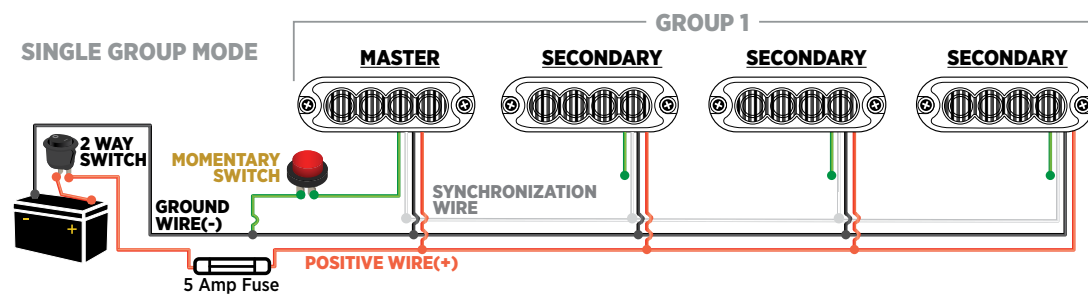 GROUP 1
SINGLE GROUP MODE
MASTER
SECONDARY
SECONDARY
SECONDARY
2 WAY
SWITCH
MOMENTARY
SWITCH
SYNCHRONIZATION
WIRE
GROUND
WIRE(-)
- +
POSITIVE WIRE(+)
5 Amp Fuse